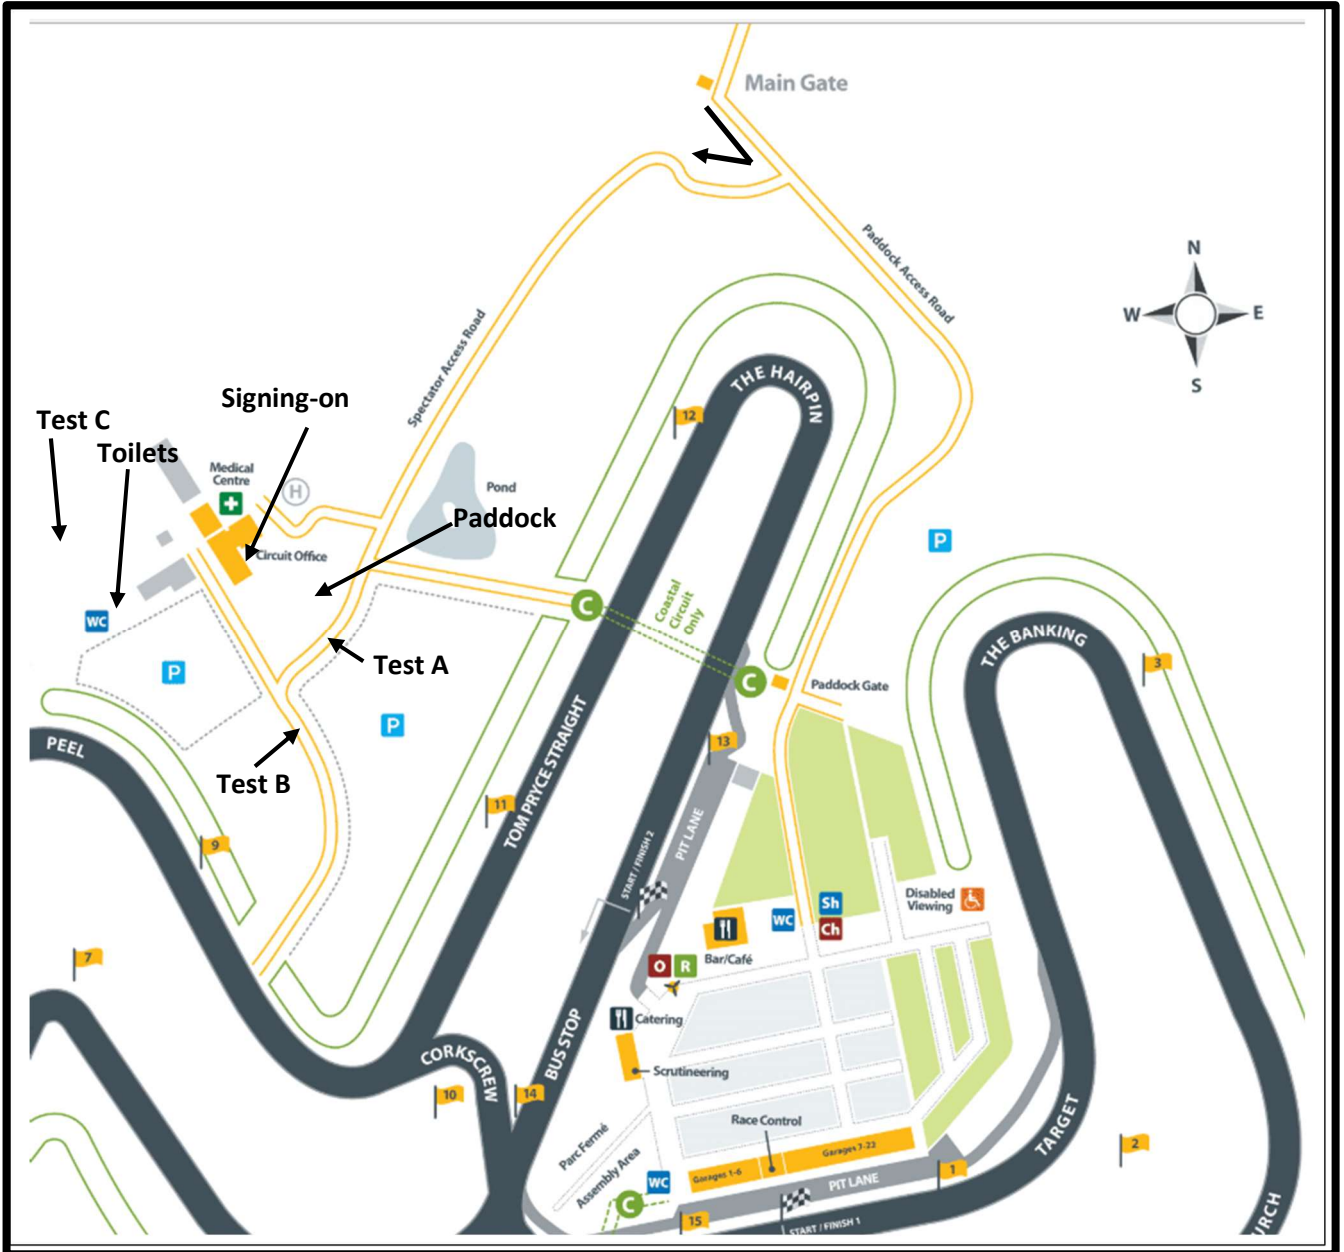 Main Gate
Paddock Access Road
N
W
E
S
Spectator Access Road
THE HAIRPIN
12
Signing-on
Test C
Toilets
Medical
Centre
H
Pond
Paddock
Circuit Office
P
C
Coastal
Circuit
Only
WC
P
Test A
C
Paddock Gate
THE BANKING
3
P
PEEL
Test B
TOM PRYCE STRAIGHT
13
11
9
PIT LANE
START / FINISH 2
Sh
WC
Ch
Disabled
Viewing
7
O
R
Bar/Café
Catering
BUS STOP
CORKSCREW
Scrutineering
10
14
Race Control
Parc Fermé
Assembly Area
TARGET
2
Garages 1-6
Garages 7-22
1
WC
PIT LANE
C
15
START / FINISH 1
URCH